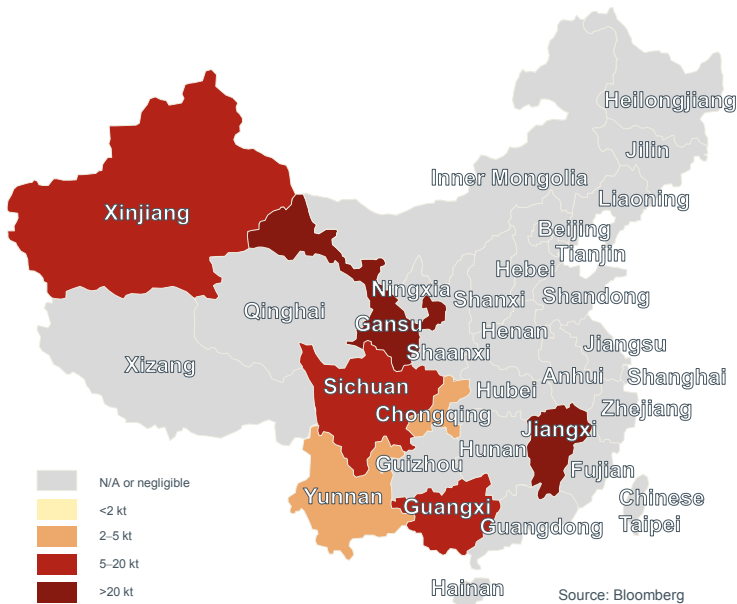 Heilongjiang
Jilin
Inner Mongolia
Liaoning
Xinjiang
Beijing
Tianjin
Hebei
Ningxia
Shanxi
Shandong
Qinghai
Gansu
Henan
Jiangsu
Shaanxi
Xizang
Anhui
Shanghai
Sichuan
Hubei
Zhejiang
Chongqing
Jiangxi
Hunan
Guizhou
Fujian
Yunnan
Chinese
Taipei
Guangxi
Guangdong
Hainan
N/A or negligible
<2 kt
2–5 kt
5–20 kt
>20 kt
Source: Bloomberg